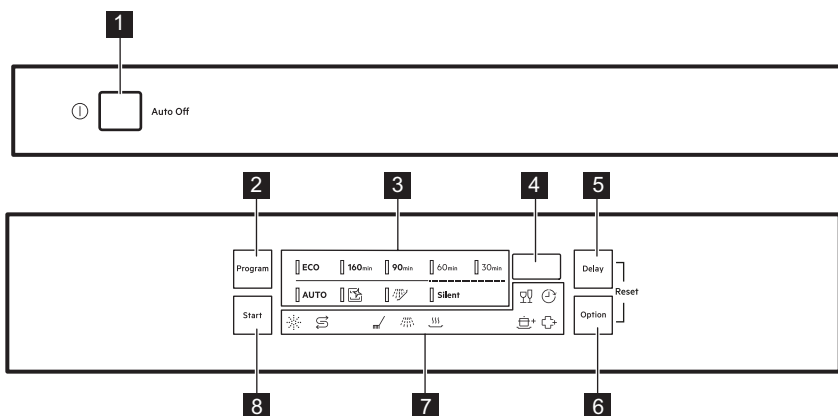 1
Auto Off
2 3 4 5
Program ECO 160min 90min 60min 30min Delay
Reset
Start AUTO Silent Option
8 7 6